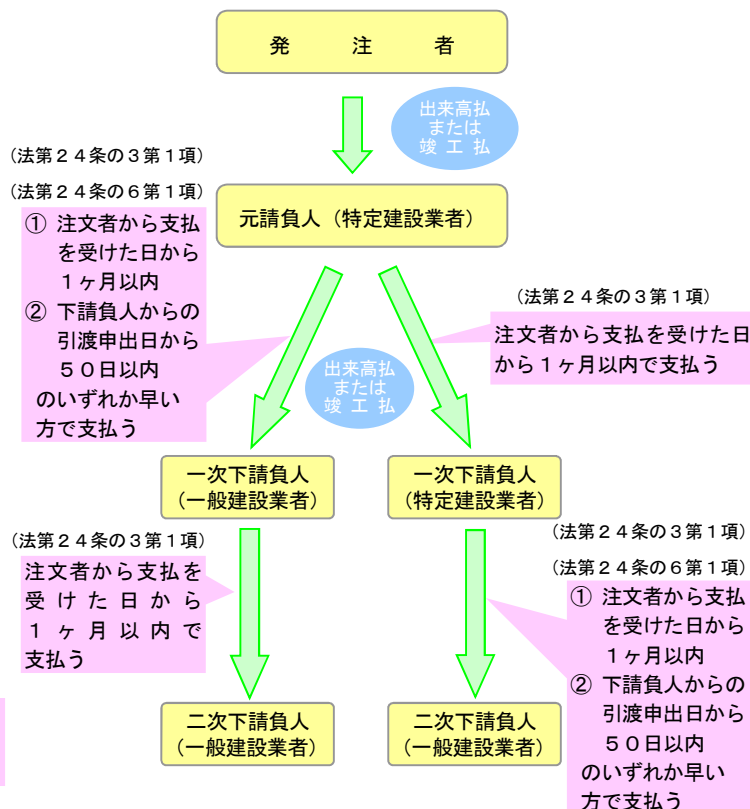 発　　注　　者
出来高払
または
竣 工 払
（法第２４条の３第１項）
（法第２４条の６第１項）
① 注文者から支払
を受けた日から
１ヶ月以内
② 下請負人からの
引渡申出日から
５０日以内
のいずれか早い
方で支払う
元請負人（特定建設業者）
（法第２４条の３第１項）
注文者から支払を受けた日
から１ヶ月以内で支払う
出来高払
または
竣 工 払
一次下請負人
（一般建設業者）
一次下請負人
（特定建設業者）
（法第２４条の３第１項）
注文者から支払を
受 け た 日 か ら
１ ヶ 月 以 内 で
支払う
（法第２４条の３第１項）
（法第２４条の６第１項）
① 注文者から支払
を受けた日から
１ヶ月以内
② 下請負人からの
引渡申出日から
５０日以内
のいずれか早い
方で支払う
二次下請負人
（一般建設業者）
二次下請負人
（一般建設業者）